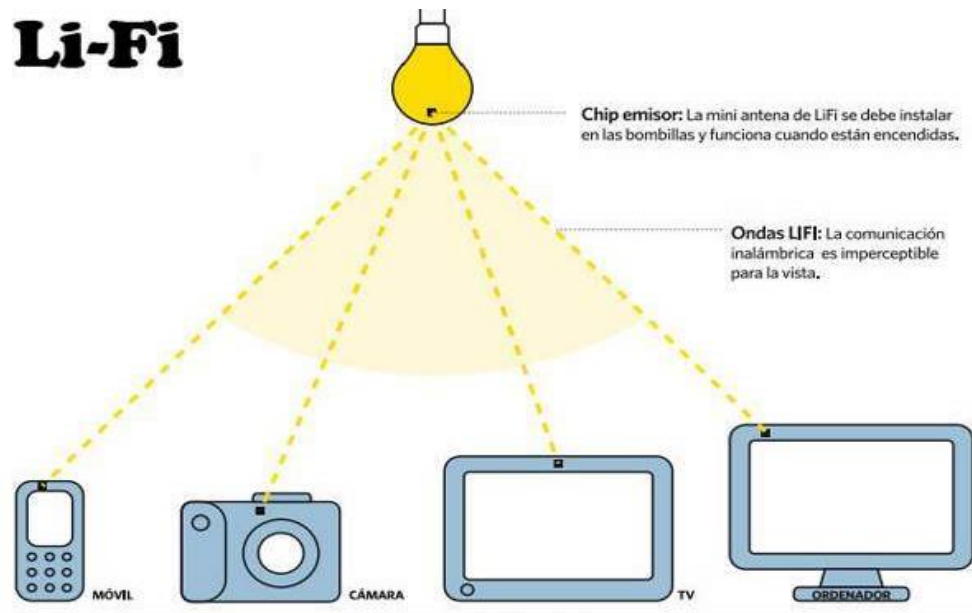 Li-Fi
Chip emisor: La mini antena de LiFi se debe instalar
en las bombillas y funciona cuando están encendidas.
Ondas LIFI: La comunicación
inalámbrica es imperceptible
para la vista.
MÓVIL
CÁMARA
TV
ORDENADOR